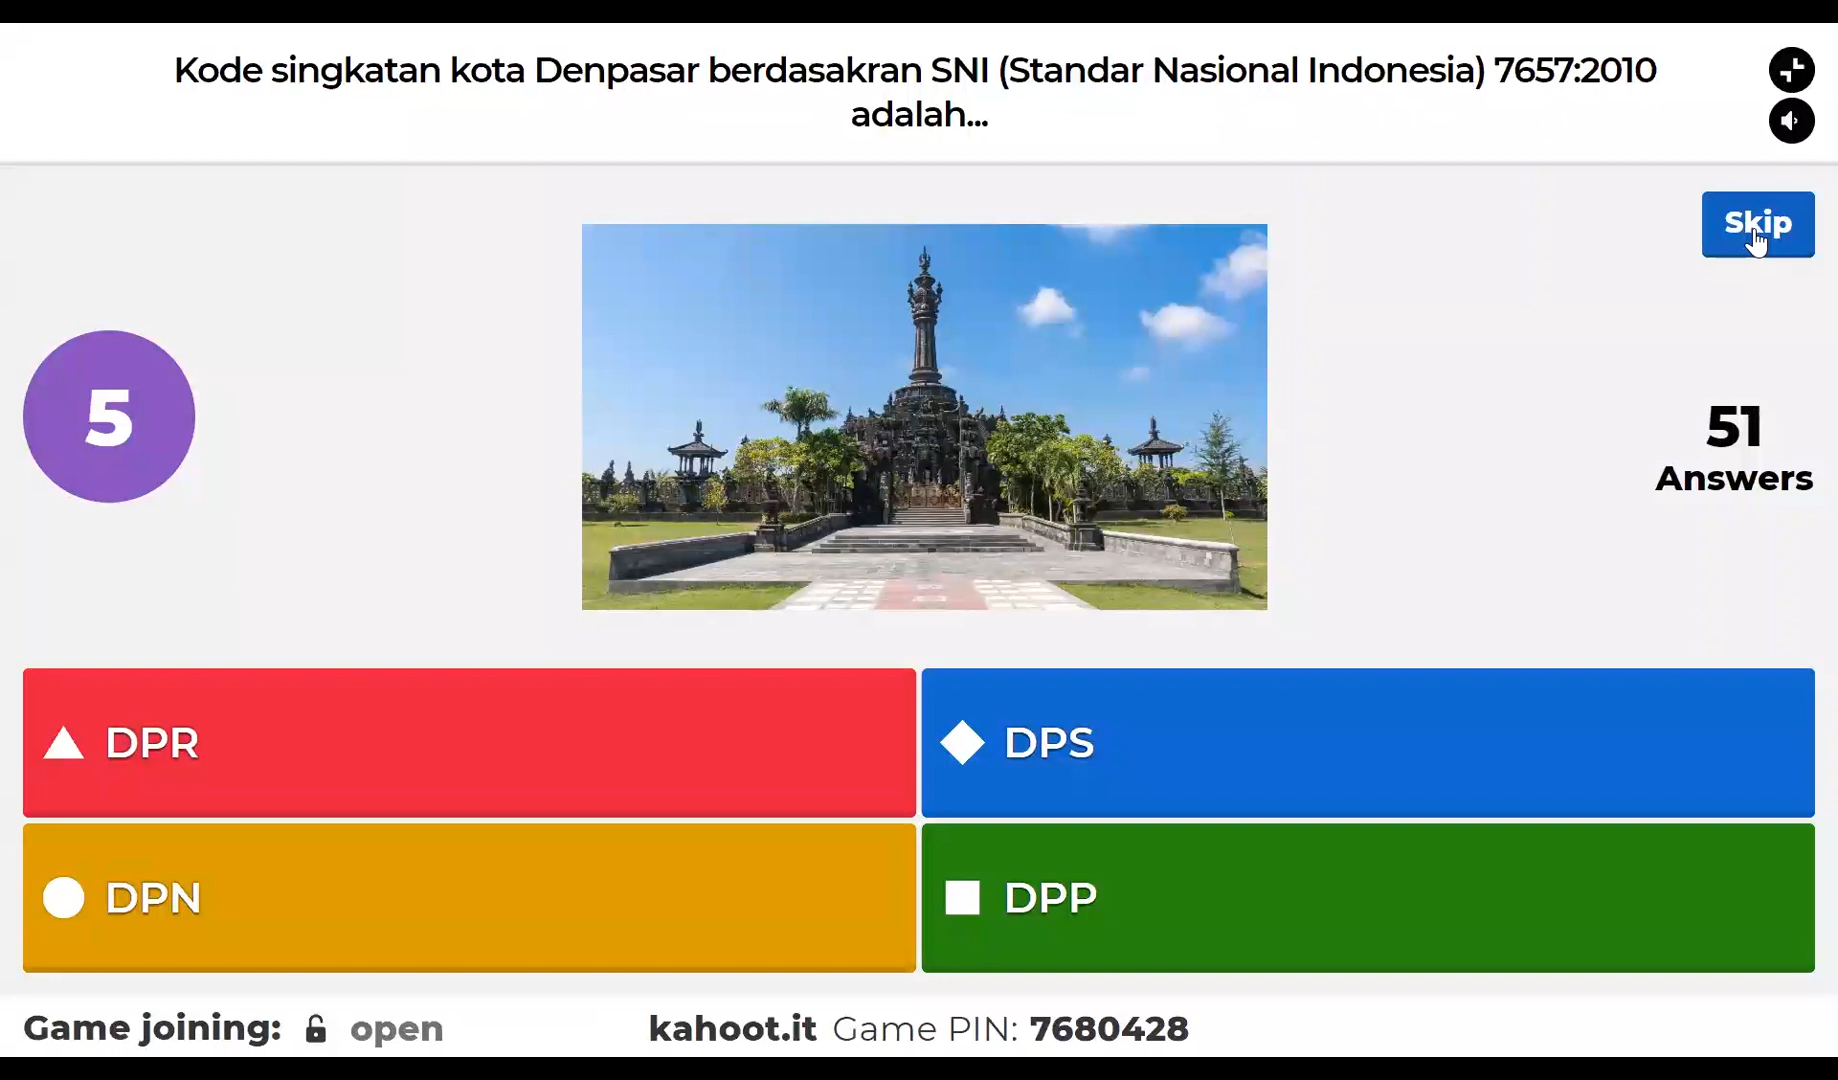 Kode singkatan kota Denpasar berdasakran SNI (Standar Nasional Indonesia) 7657:2010
adalah...
Skip
5
51
Answers
DPR
DPS
DPN
DPP
Game joining: open
kahoot.it Game PIN: 7680428